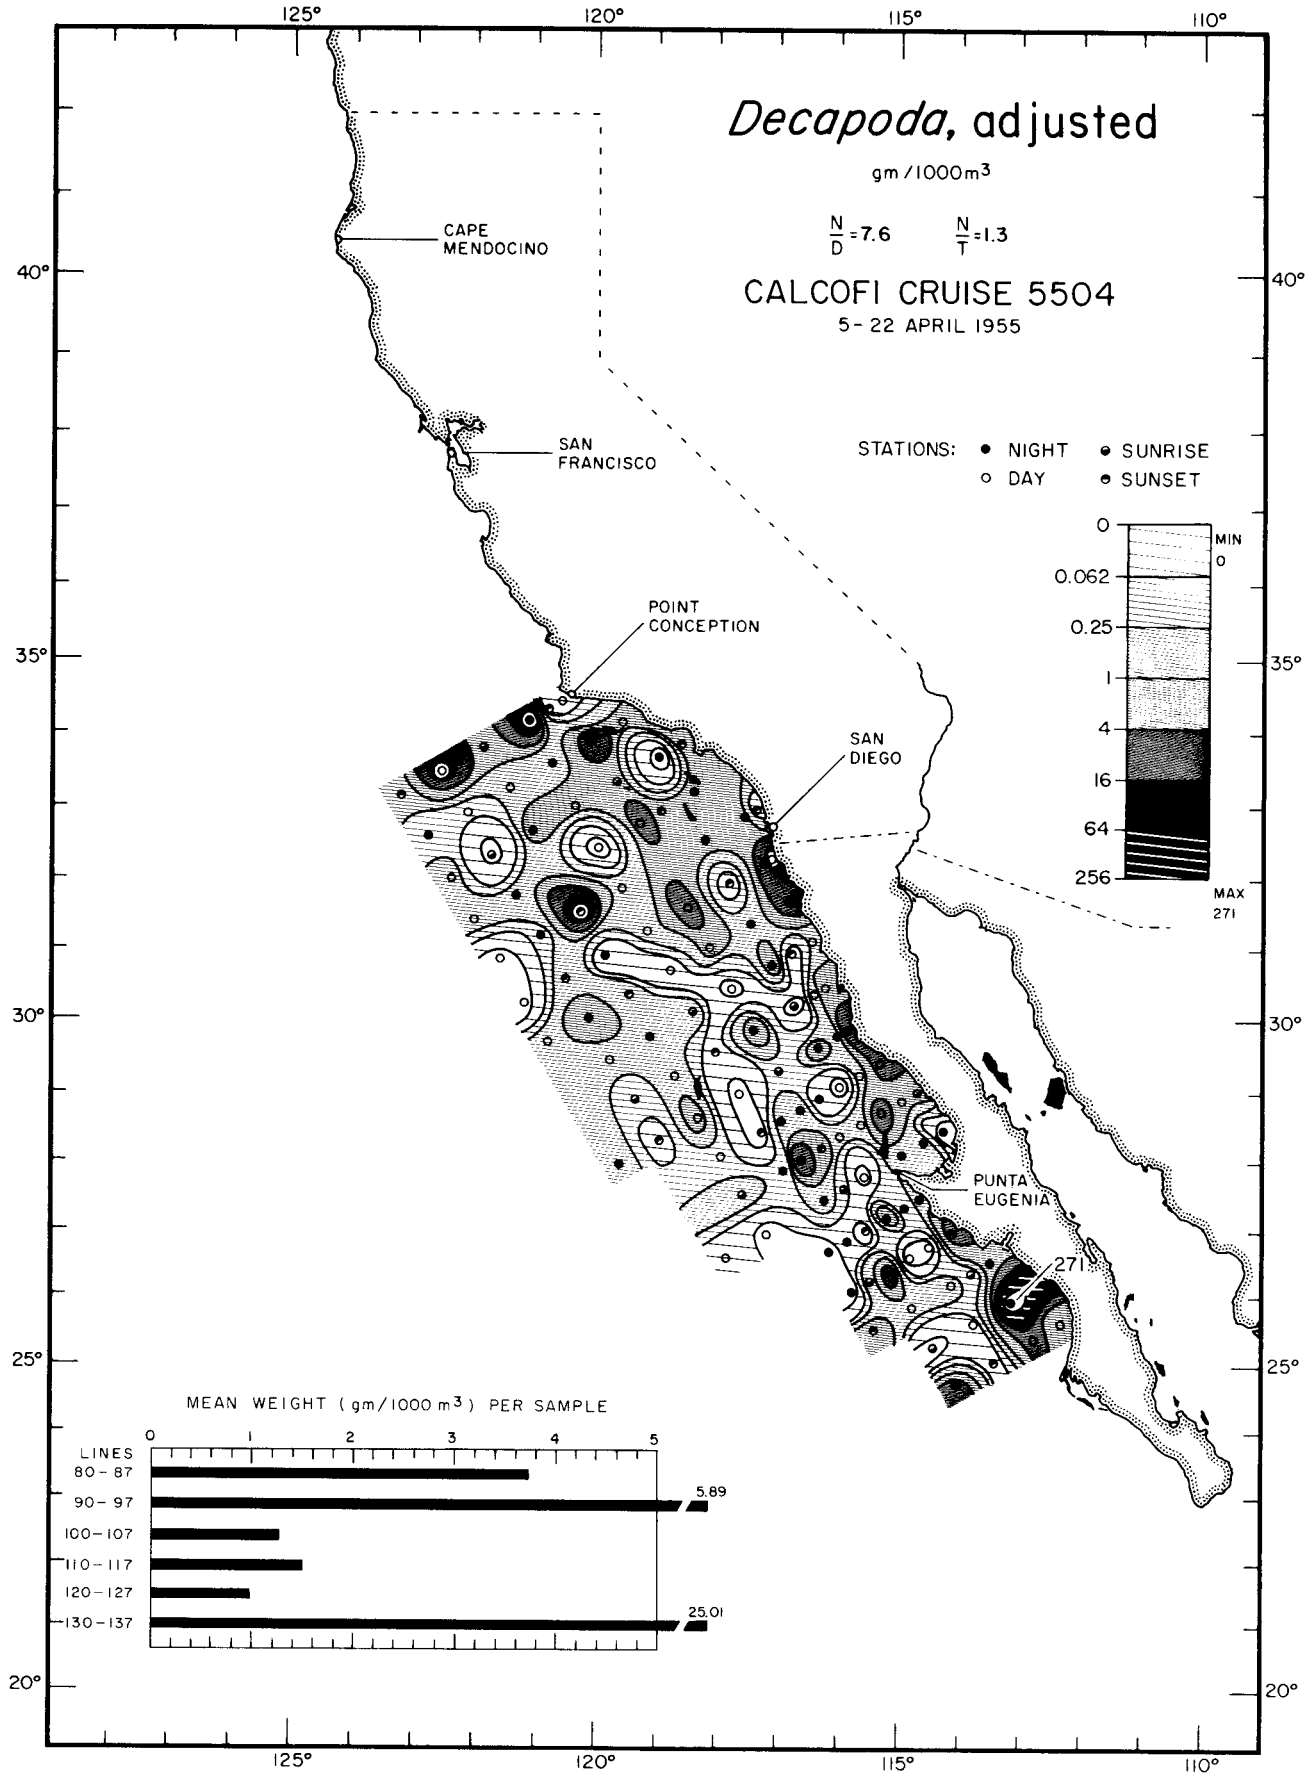 125° 120° 115° 110°
Decapoda, adjusted
gm/1000m³
N/D=7.6 N/T=1.3
CALCOFI CRUISE 5504
5-22 APRIL 1955
CAPE
MENDOCINO
40° 40°
SAN
FRANCISCO
STATIONS: ● NIGHT SUNRISE
○ DAY SUNSET
0
MIN
0
0.062
0.25
1
4
16
64
256
MAX
271
POINT
CONCEPTION
35° 35°
SAN
DIEGO
30° 30°
PUNTA
EUGENIA
271
25° 25°
MEAN WEIGHT (gm/1000 m³) PER SAMPLE
0 1 2 3 4 5
LINES
80-87
90-97 5.89
100-107
110-117
120-127
130-137 25.01
20° 20°
125° 120° 115° 110°